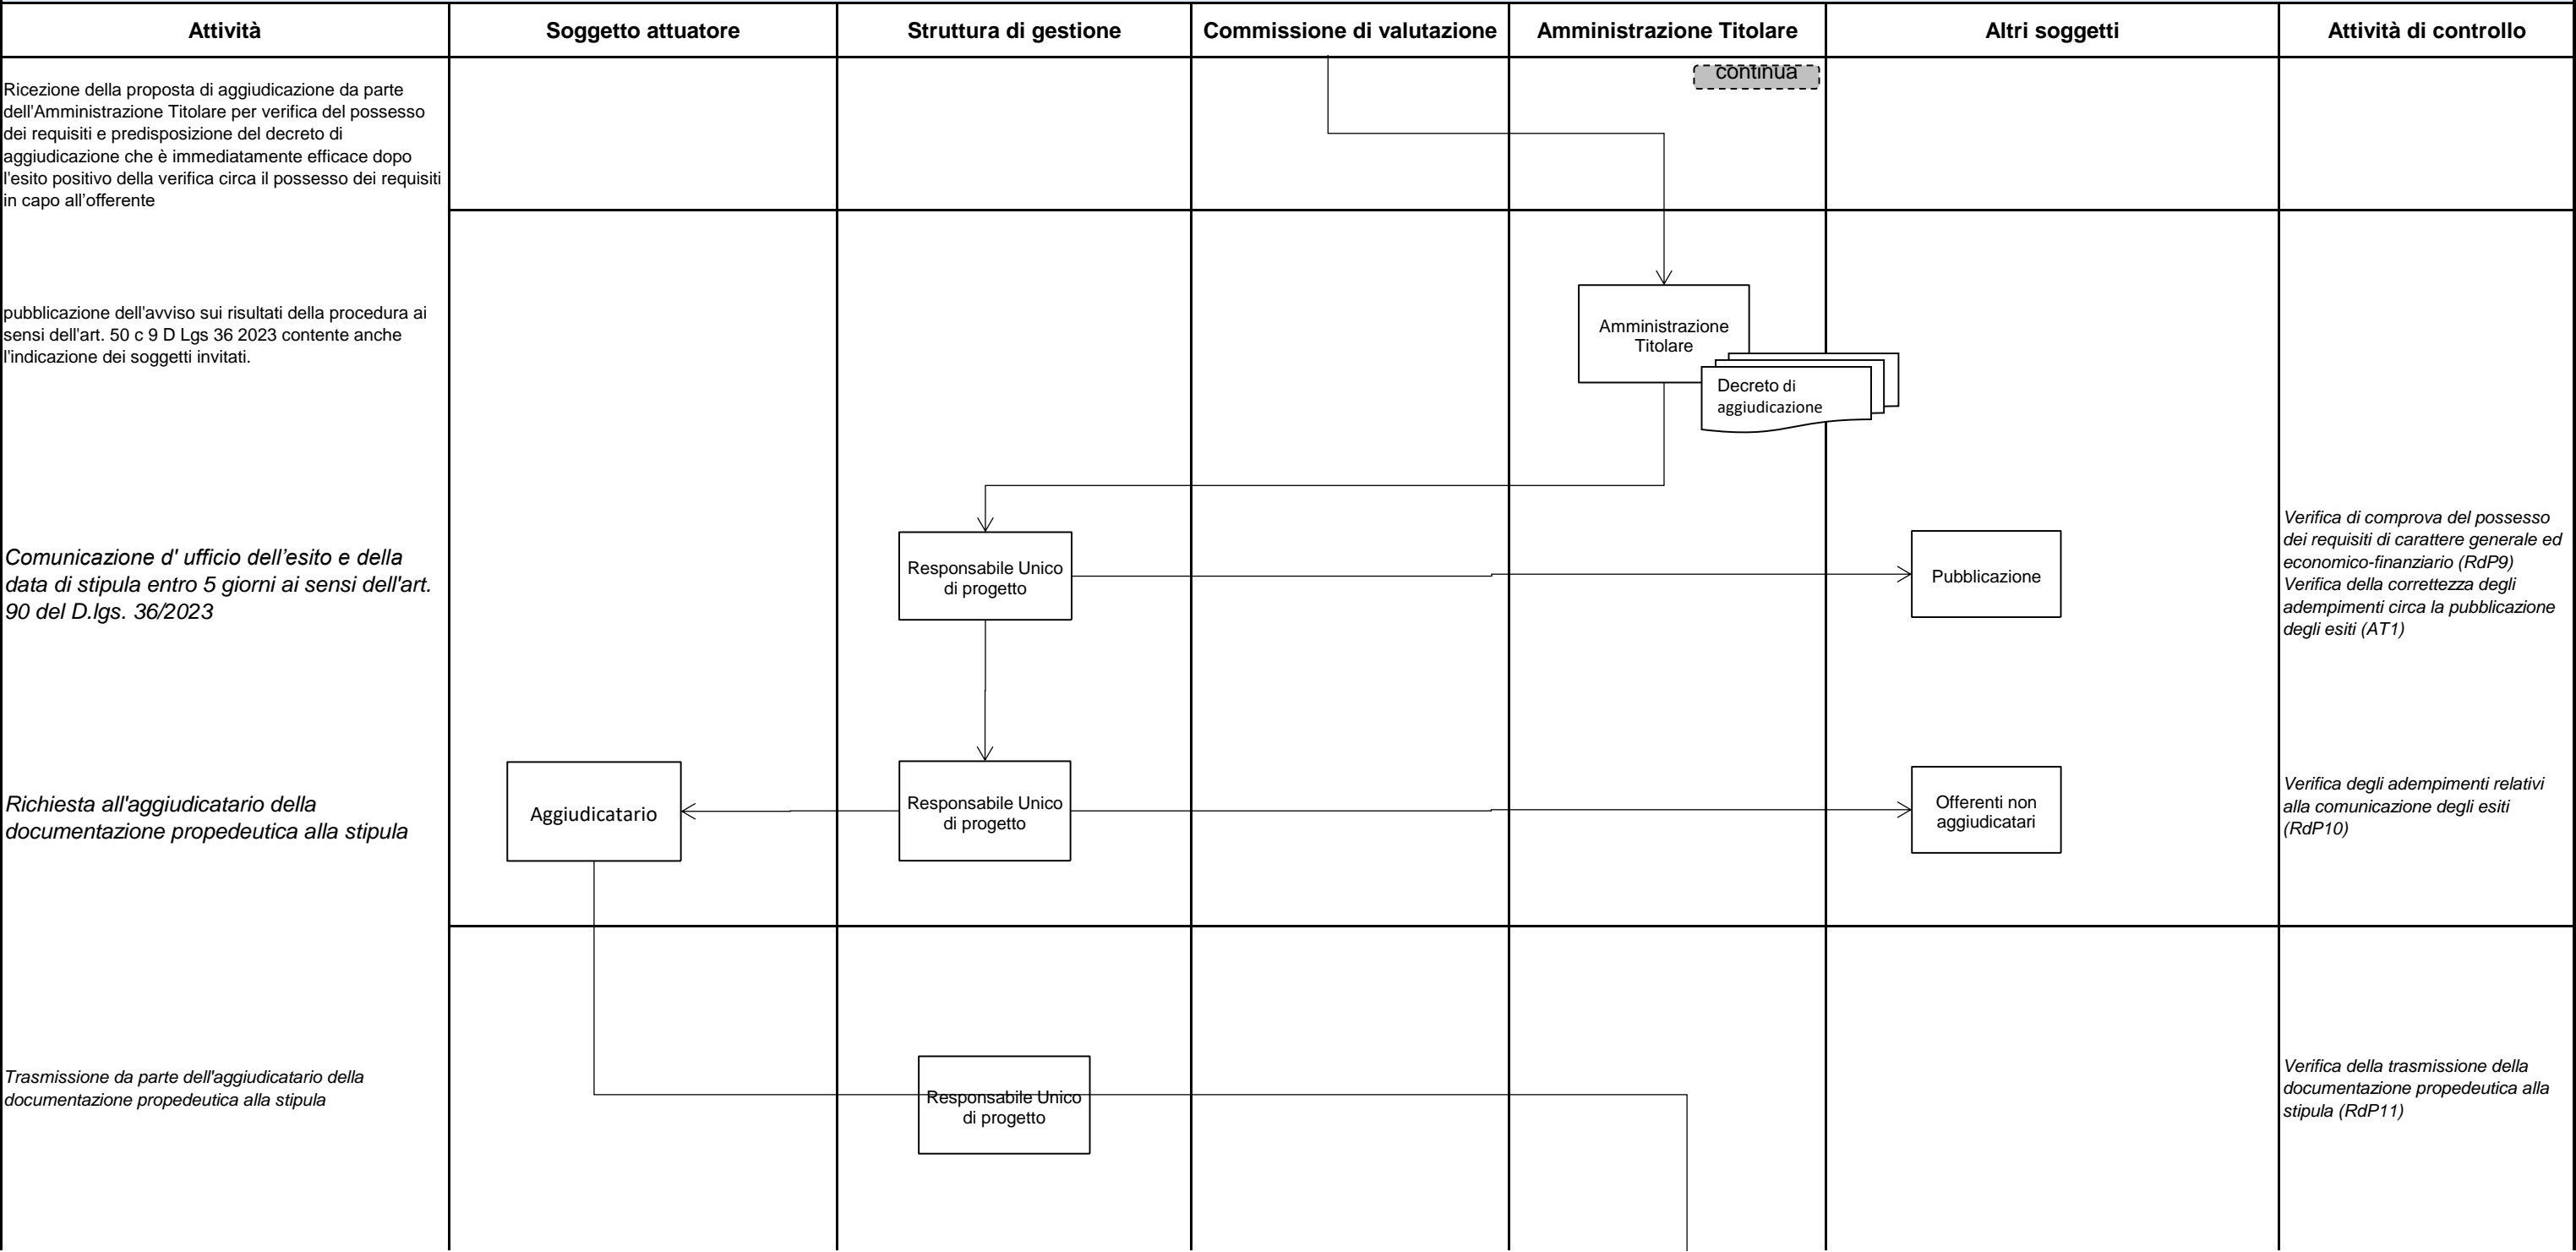 Attività
Soggetto attuatore
Struttura di gestione
Commissione di valutazione
Amministrazione Titolare
Altri soggetti
Attività di controllo
continua
Ricezione della proposta di aggiudicazione da parte
dell'Amministrazione Titolare per verifica del possesso
dei requisiti e predisposizione del decreto di
aggiudicazione che è immediatamente efficace dopo
l'esito positivo della verifica circa il possesso dei requisiti
in capo all’offerente
pubblicazione dell'avviso sui risultati della procedura ai
sensi dell'art. 50 c 9 D Lgs 36 2023 contente anche
l'indicazione dei soggetti invitati.
Amministrazione
Titolare
Decreto di
aggiudicazione
Comunicazione d' ufficio dell’esito e della
data di stipula entro 5 giorni ai sensi dell'art.
90 del D.lgs. 36/2023
Responsabile Unico
di progetto
Pubblicazione
Verifica di comprova del possesso
dei requisiti di carattere generale ed
economico-finanziario (RdP9)
Verifica della correttezza degli
adempimenti circa la pubblicazione
degli esiti (AT1)
Richiesta all'aggiudicatario della
documentazione propedeutica alla stipula
Aggiudicatario
Responsabile Unico
di progetto
Offerenti non
aggiudicatari
Verifica degli adempimenti relativi
alla comunicazione degli esiti
(RdP10)
Trasmissione da parte dell'aggiudicatario della
documentazione propedeutica alla stipula
Responsabile Unico
di progetto
Verifica della trasmissione della
documentazione propedeutica alla
stipula (RdP11)